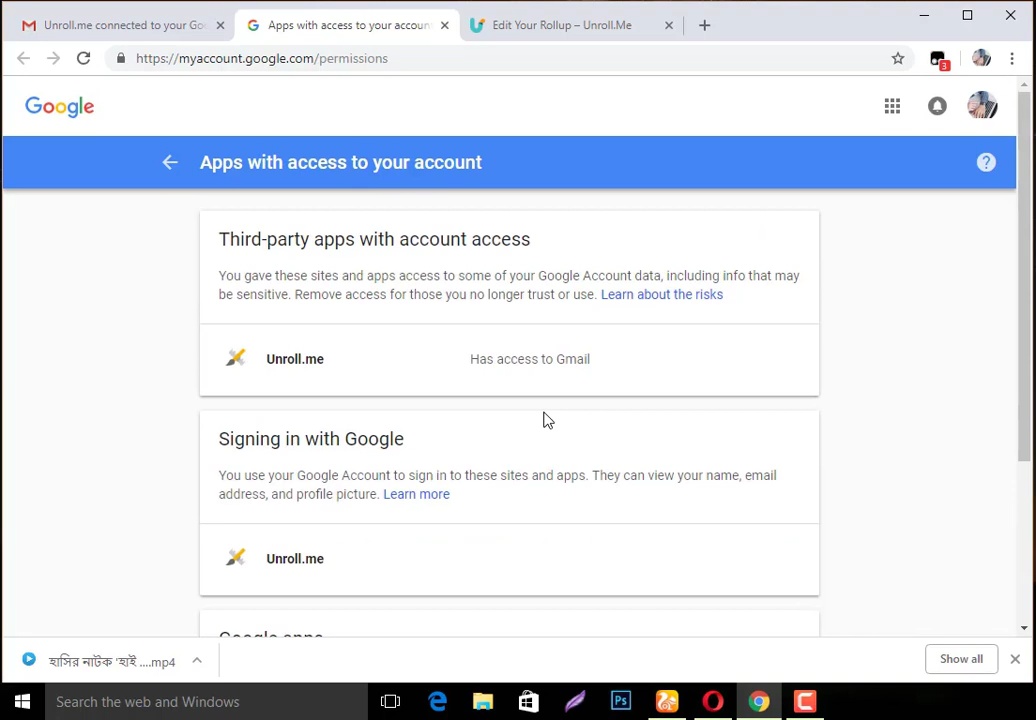 Unroll.me connected to your Goo
Apps with access to your accoun
Edit Your Rollup – Unroll.Me
https://myaccount.google.com/permissions
3
Google
Apps with access to your account
Third-party apps with account access
You gave these sites and apps access to some of your Google Account data, including info that may
be sensitive. Remove access for those you no longer trust or use. Learn about the risks
Unroll.me
Has access to Gmail
Signing in with Google
You use your Google Account to sign in to these sites and apps. They can view your name, email
address, and profile picture. Learn more
Unroll.me
Google apps
হাসির নাটক 'হাই ....mp4
Show all
Search the web and Windows
Ps